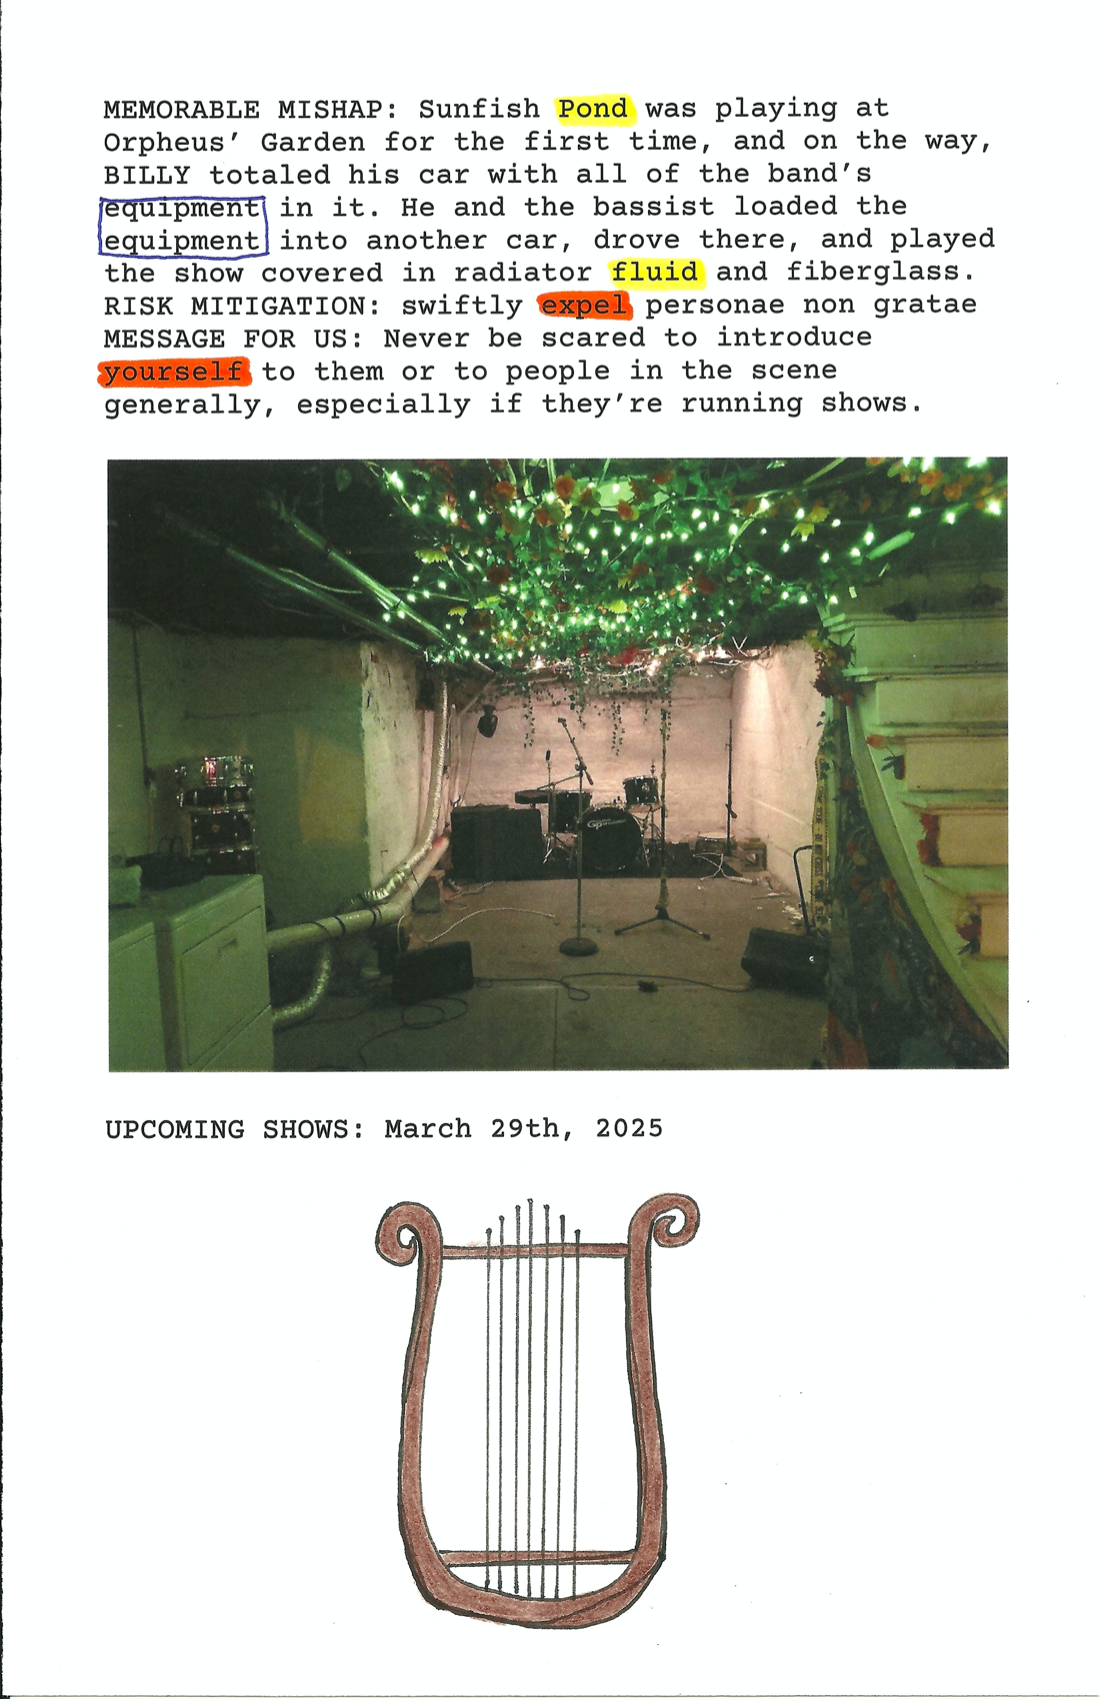 MEMORABLE MISHAP: Sunfish Pond was playing at
Orpheus’ Garden for the first time, and on the way,
BILLY totaled his car with all of the band’s
equipment in it. He and the bassist loaded the
equipment into another car, drove there, and played
the show covered in radiator fluid and fiberglass.
RISK MITIGATION: swiftly expel personae non gratae
MESSAGE FOR US: Never be scared to introduce
yourself to them or to people in the scene
generally, especially if they’re running shows.
UPCOMING SHOWS: March 29th, 2025